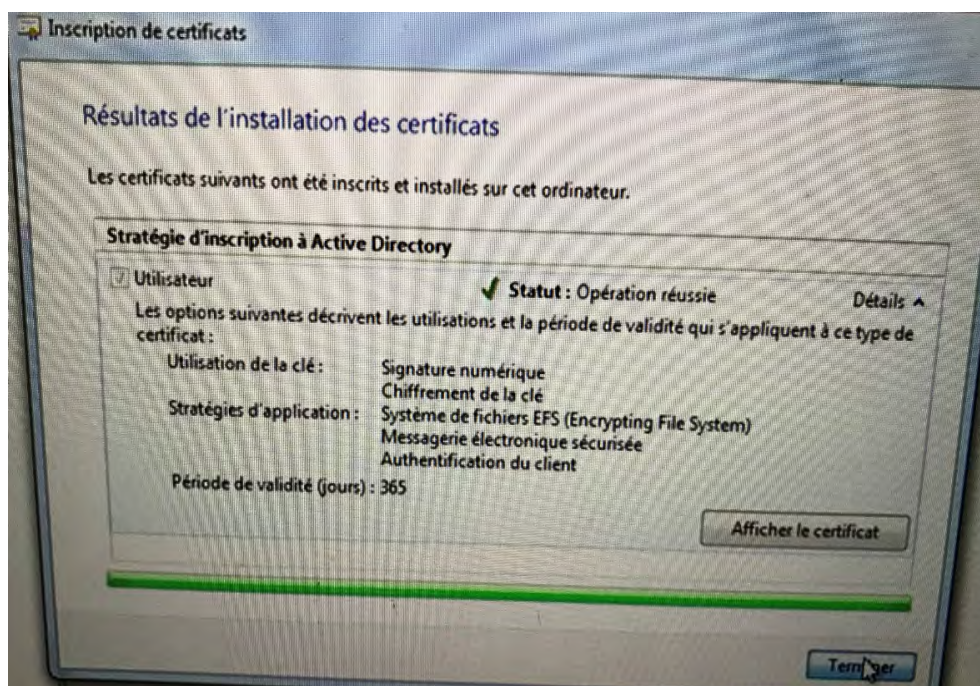 Inscription de certificats
Résultats de l'installation des certificats
Les certificats suivants ont été inscrits et installés sur cet ordinateur.
Stratégie d'inscription à Active Directory
Utilisateur
Statut : Opération réussie
Détails
Les options suivantes décrivent les utilisations et la période de validité qui s'appliquent à ce type de
certificat :
Utilisation de la clé : Signature numérique
Chiffrement de la clé
Stratégies d'application : Système de fichiers EFS (Encrypting File System)
Messagerie électronique sécurisée
Authentification du client
Période de validité (jours) : 365
Afficher le certificat
Terminer